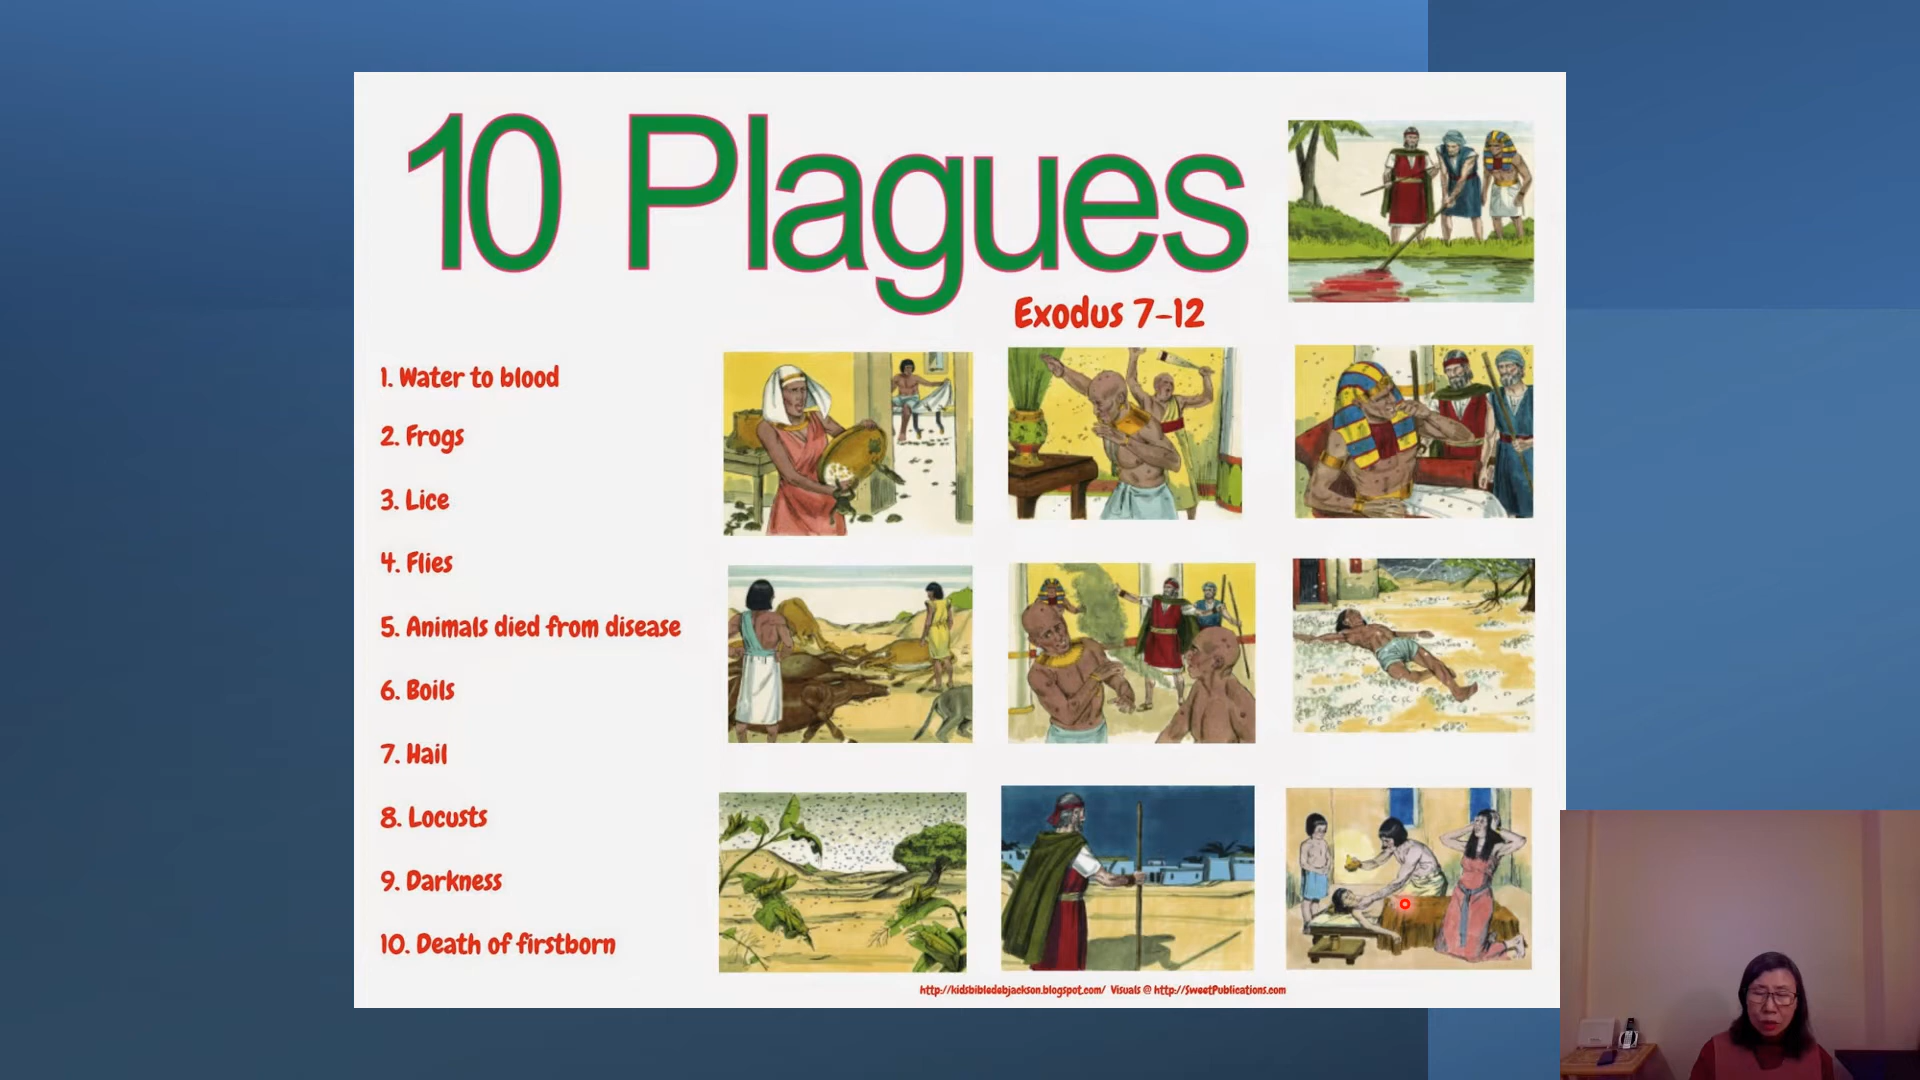 10 Plagues
Exodus 7-12
1. Water to blood
2. Frogs
3. Lice
4. Flies
5. Animals died from disease
6. Boils
7. Hail
8. Locusts
9. Darkness
10. Death of firstborn
http://kidsbibledebjackson.blogspot.com/ Visuals @ http://SweetPublications.com